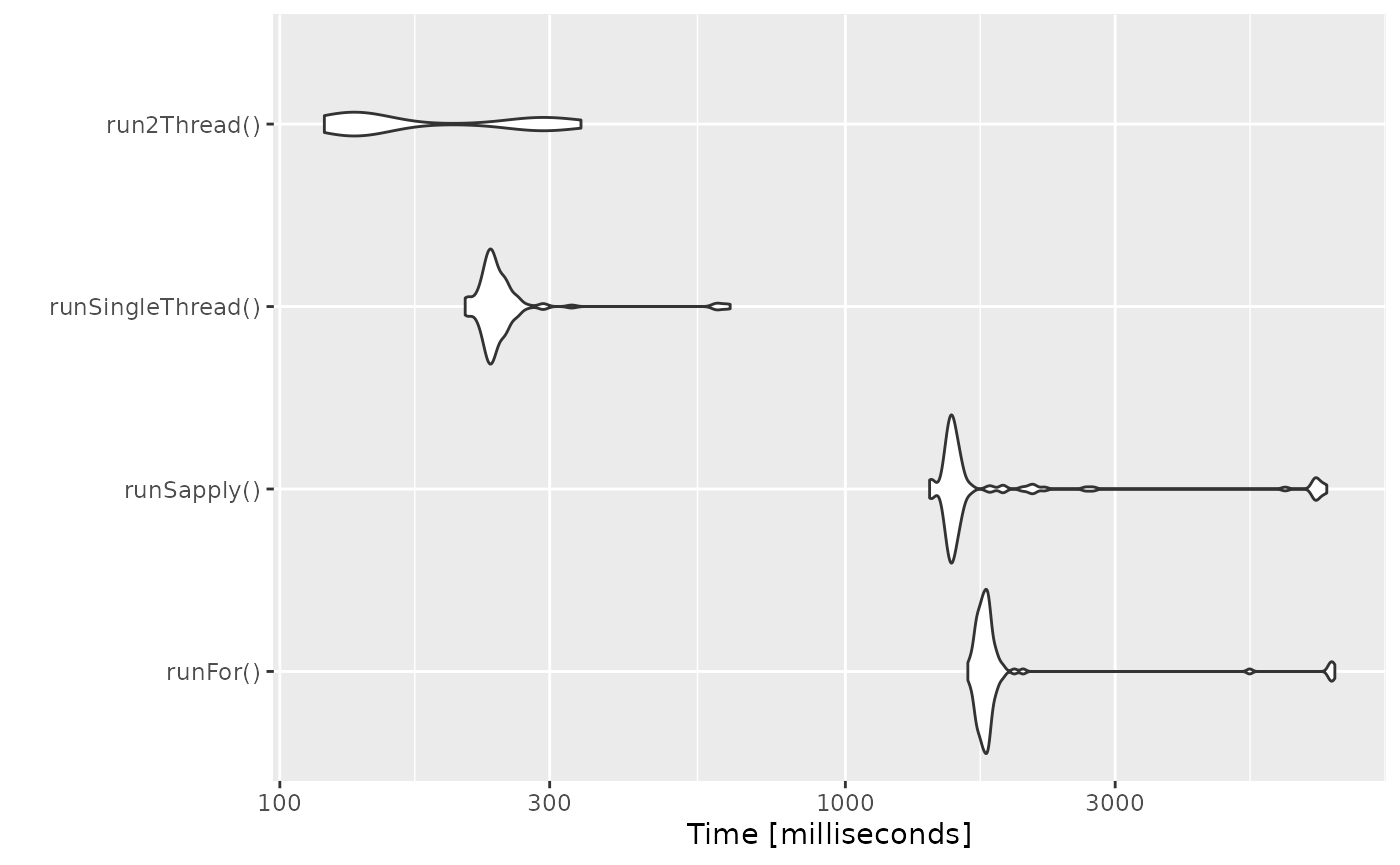 run2Thread()
runSingleThread()
runSapply()
runFor()
100 300 1000 3000
Time [milliseconds]